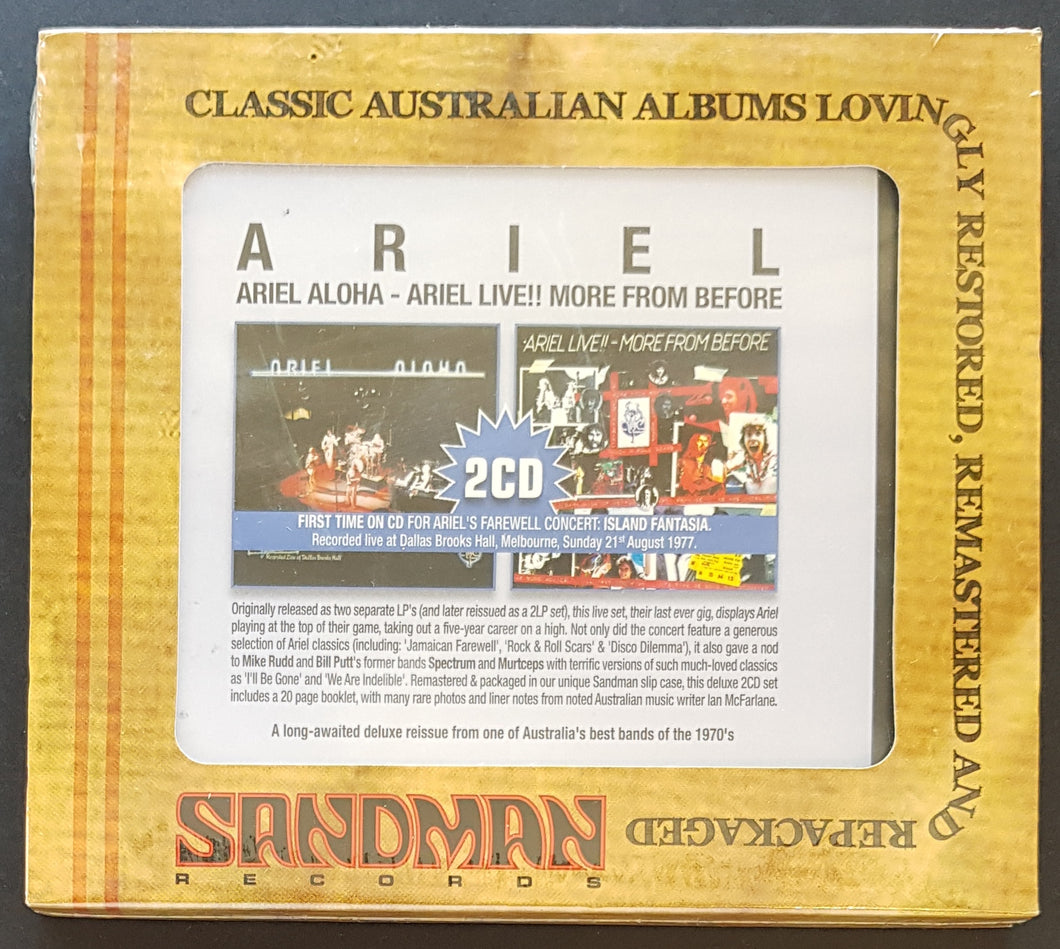 CLASSIC AUSTRALIAN ALBUMS LOVINGLY RESTORED, REMASTERED AND REPACKAGED
ARIEL
ARIEL ALOHA - ARIEL LIVE!! MORE FROM BEFORE
ARIEL ALOHA
ARIEL LIVE!! - MORE FROM BEFORE
2CD
FIRST TIME ON CD FOR ARIEL'S FAREWELL CONCERT: ISLAND FANTASIA.
Recorded live at Dallas Brooks Hall, Melbourne, Sunday 21st August 1977.
Recorded Live at Dallas Brooks Hall
Originally released as two separate LP's (and later reissued as a 2LP set), this live set, their last ever gig, displays Ariel
playing at the top of their game, taking out a five-year career on a high. Not only did the concert feature a generous
selection of Ariel classics (including: 'Jamaican Farewell', 'Rock & Roll Scars' & 'Disco Dilemma'), it also gave a nod
to Mike Rudd and Bill Putt's former bands Spectrum and Murtceps with terrific versions of such much-loved classics
as 'I'll Be Gone' and 'We Are Indelible'. Remastered & packaged in our unique Sandman slip case, this deluxe 2CD set
includes a 20 page booklet, with many rare photos and liner notes from noted Australian music writer Ian McFarlane.
A long-awaited deluxe reissue from one of Australia's best bands of the 1970's
SANDMAN
RECORDS